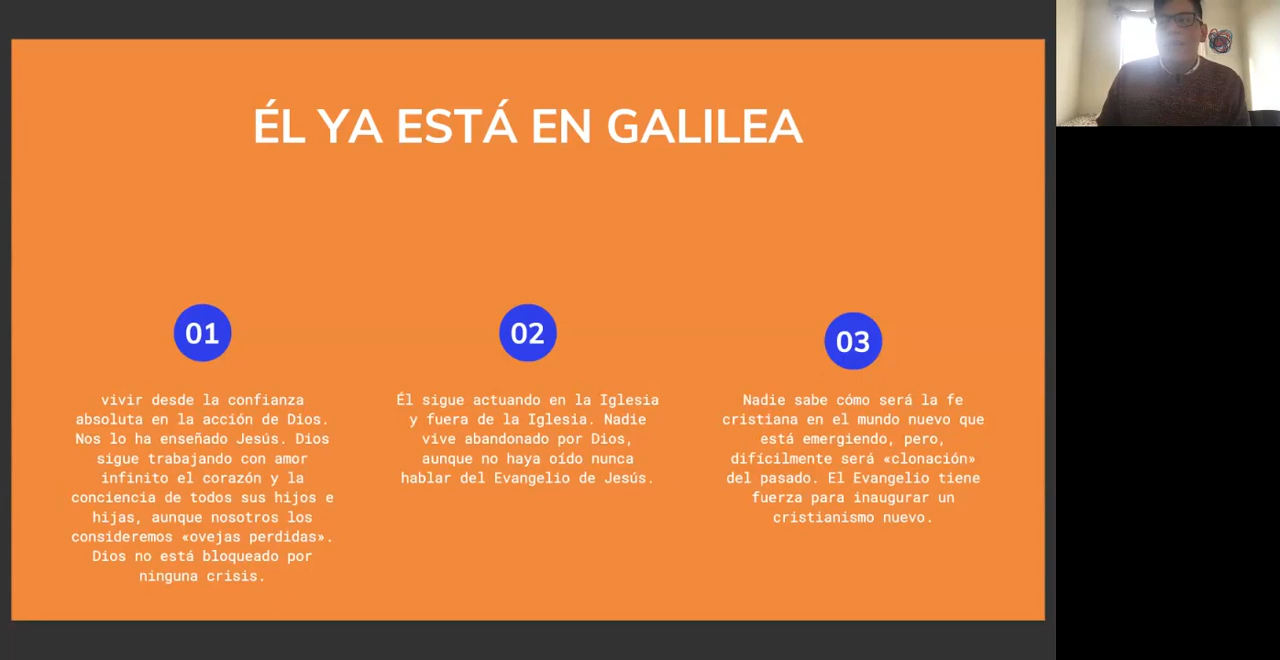 ÉL YA ESTÁ EN GALILEA
01
vivir desde la confianza
absoluta en la acción de Dios.
Nos lo ha enseñado Jesús. Dios
sigue trabajando con amor
infinito el corazón y la
conciencia de todos sus hijos e
hijas, aunque nosotros los
consideremos «ovejas perdidas».
Dios no está bloqueado por
ninguna crisis.
02
Él sigue actuando en la Iglesia
y fuera de la Iglesia. Nadie
vive abandonado por Dios,
aunque no haya oído nunca
hablar del Evangelio de Jesús.
03
Nadie sabe cómo será la fe
cristiana en el mundo nuevo que
está emergiendo, pero,
difícilmente será «clonación»
del pasado. El Evangelio tiene
fuerza para inaugurar un
cristianismo nuevo.